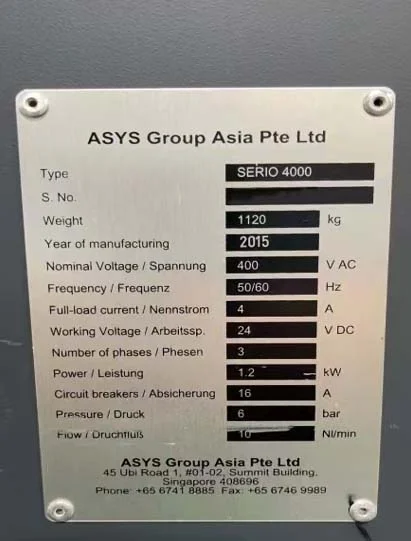 ASYS Group Asia Pte Ltd
Type SERIO 4000
S. No.
Weight 1120 kg
Year of manufacturing 2015
Nominal Voltage / Spannung 400 V AC
Frequency / Frequenz 50/60 Hz
Full-load current / Nennstrom 4 A
Working Voltage / Arbeitssp. 24 V DC
Number of phases / Phesen 3
Power / Leistung 1.2 kW
Circuit breakers / Absicherung 16 A
Pressure / Druck 6 bar
Flow / Druchfluß 10 Nl/min
ASYS Group Asia Pte Ltd
45 Ubi Road 1, #01-02, Summit Building,
Singapore 408696
Phone: +65 6741 8885 Fax: +65 6746 9989